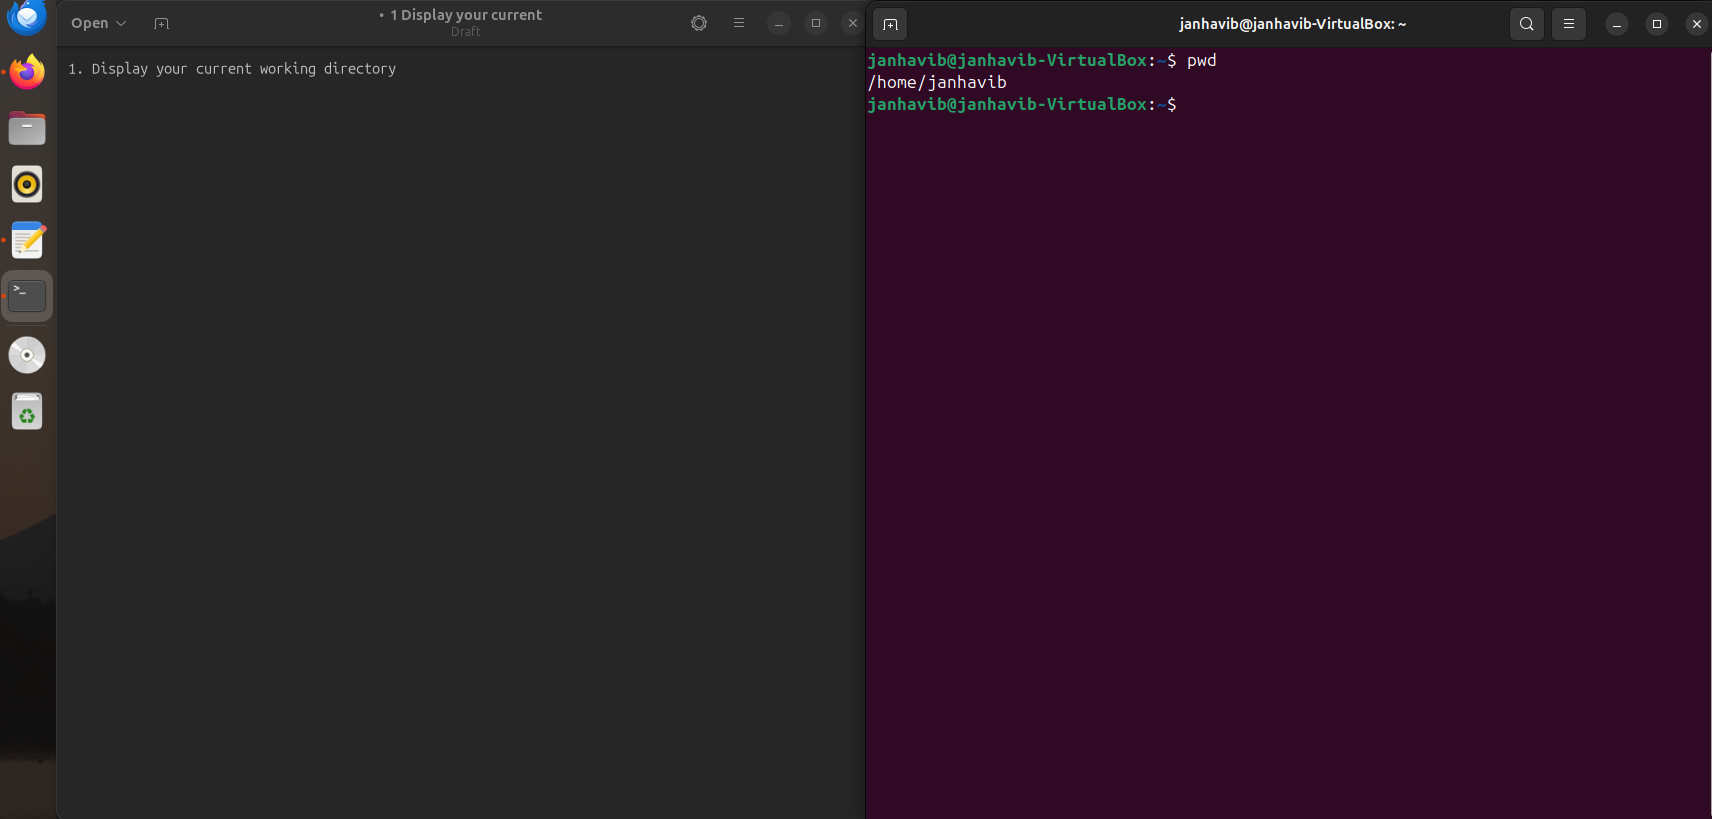 Open
• 1 Display your current
Draft
1. Display your current working directory
janhavib@janhavib-VirtualBox: ~
janhavib@janhavib-VirtualBox:~$ pwd
/home/janhavib
janhavib@janhavib-VirtualBox:~$
>_